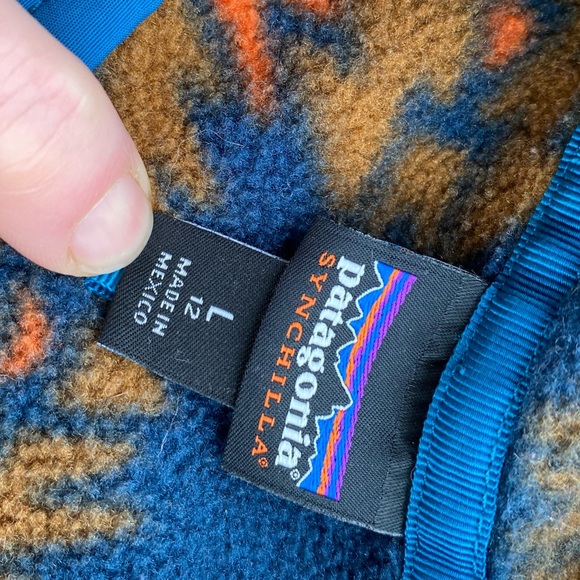 patagonia®
SYNCHILLA®
L
12
MADE IN
MEXICO